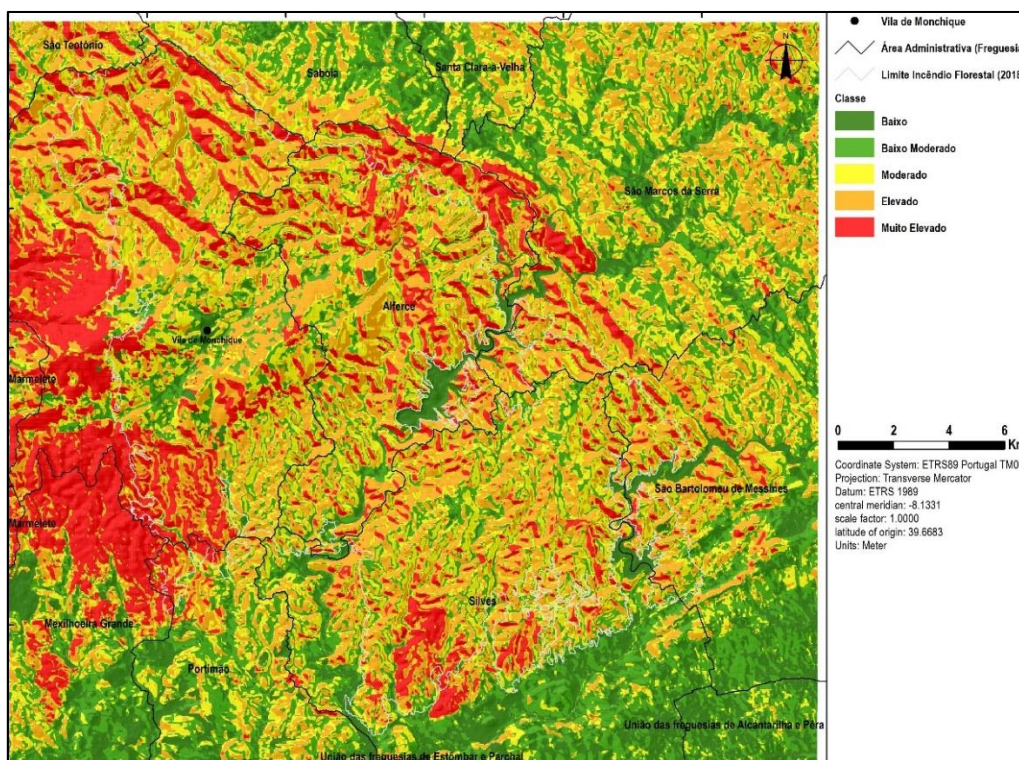 São Teotónio
Saboia
Santa Clara-a-Velha
N
São Marcos da Serra
Alferce
Vila de Monchique
Marmelete
São Bartolomeu de Messines
Marmelete
Silves
Mexilhoeira Grande
Portimão
União das freguesias de Alcantarilha e Pêra
União das freguesias de Estômbar e Parchal
Vila de Monchique
Área Administrativa (Freguesia
Limite Incêndio Florestal (2018
Classe
Baixo
Baixo Moderado
Moderado
Elevado
Muito Elevado
0 2 4 6
Km
Coordinate System: ETRS89 Portugal TM0
Projection: Transverse Mercator
Datum: ETRS 1989
central meridian: -8.1331
scale factor: 1.0000
latitude of origin: 39.6683
Units: Meter